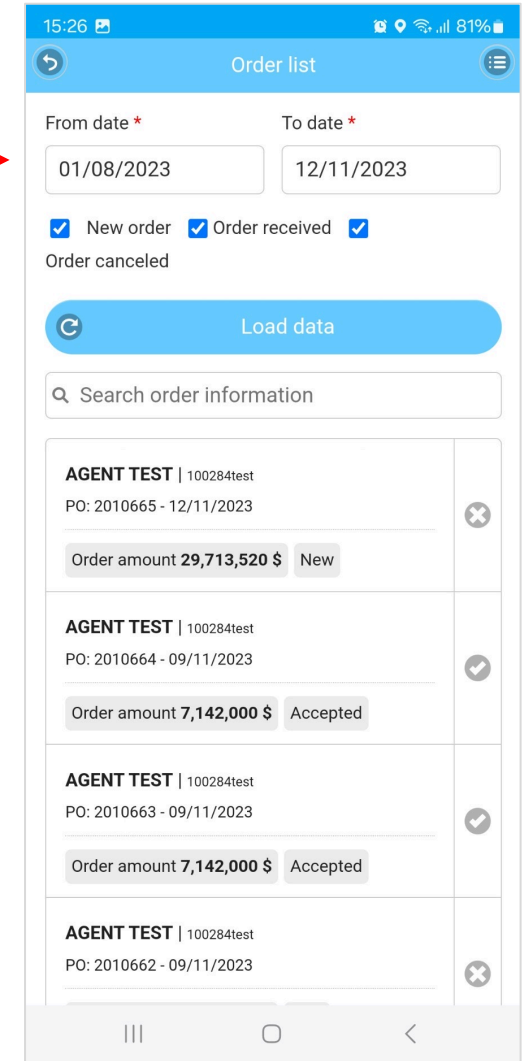 15:26 81%
Order list
From date * To date *
01/08/2023 12/11/2023
New order Order received
Order canceled
Load data
Search order information
AGENT TEST | 100284test
PO: 2010665 - 12/11/2023
Order amount 29,713,520 $ New
AGENT TEST | 100284test
PO: 2010664 - 09/11/2023
Order amount 7,142,000 $ Accepted
AGENT TEST | 100284test
PO: 2010663 - 09/11/2023
Order amount 7,142,000 $ Accepted
AGENT TEST | 100284test
PO: 2010662 - 09/11/2023